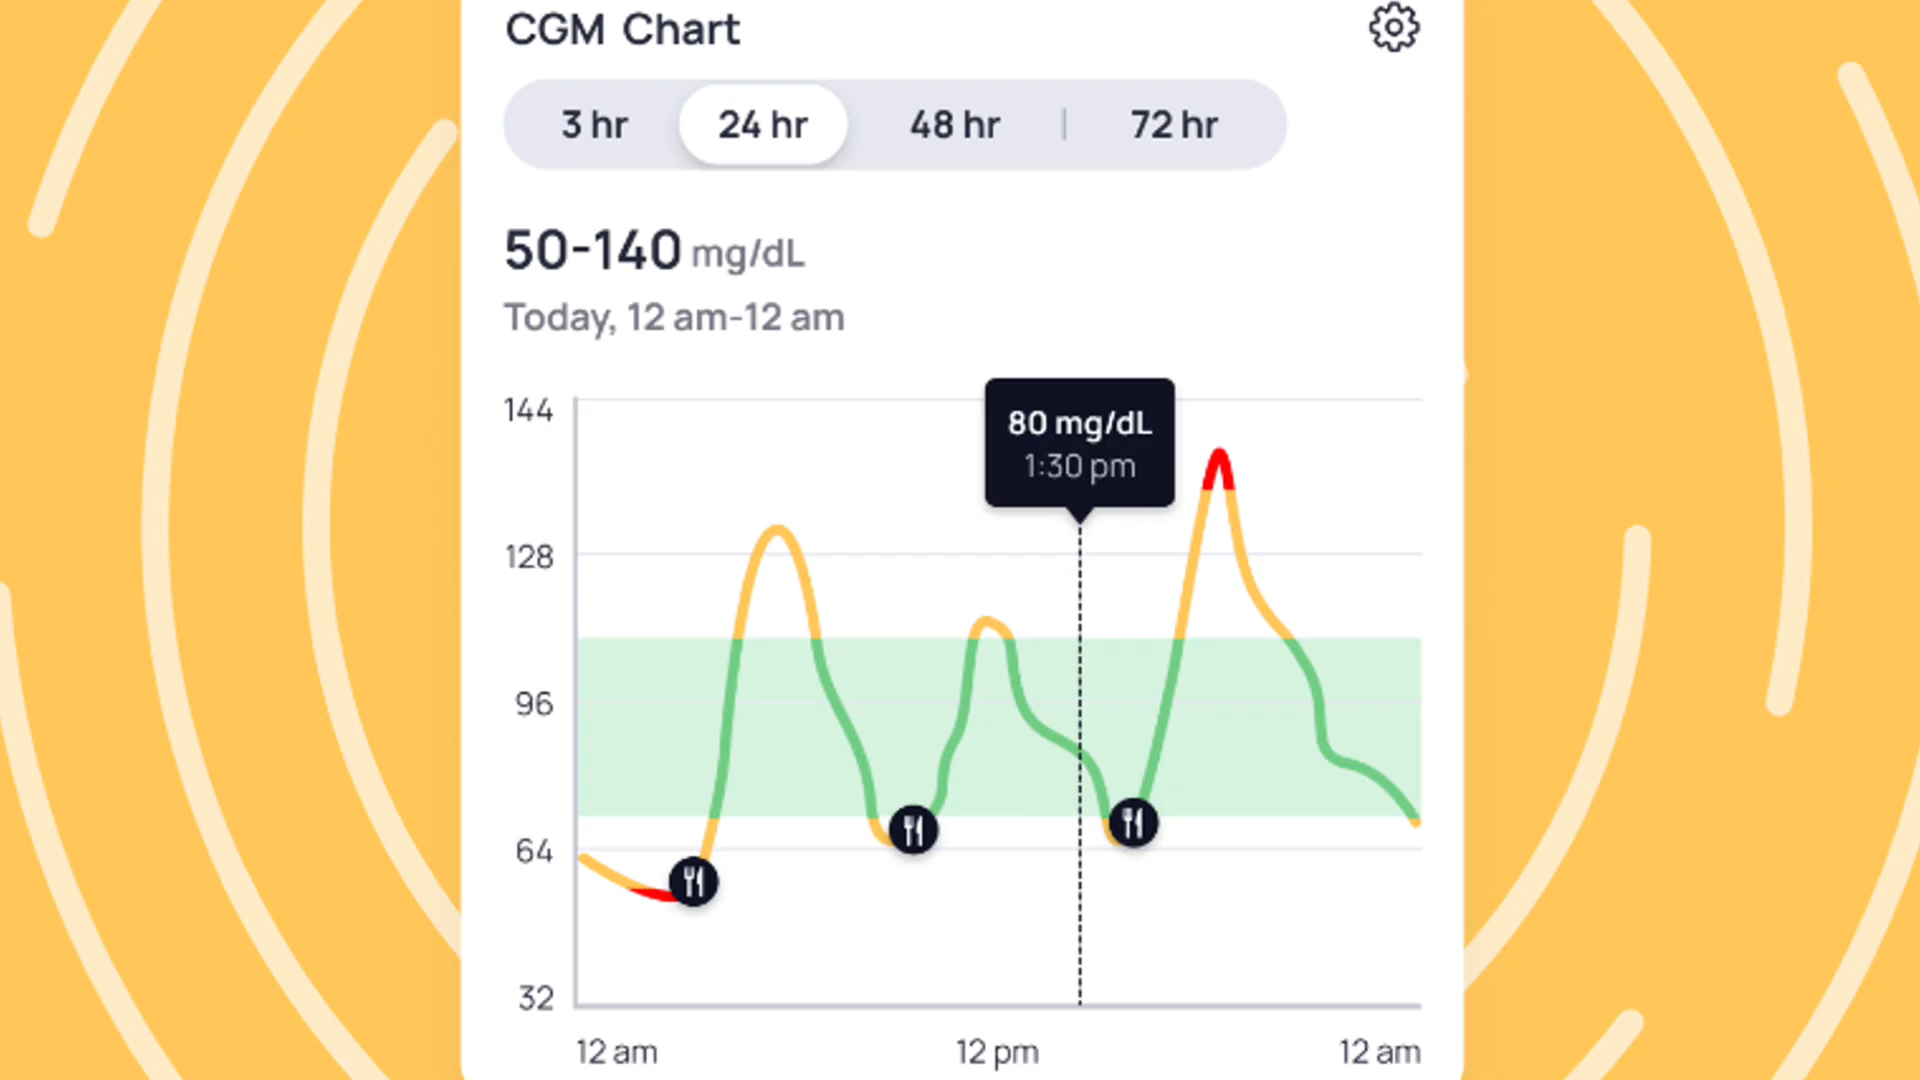 CGM Chart
3 hr
24 hr
48 hr
72 hr
50-140 mg/dL
Today, 12 am-12 am
144
128
96
64
32
80 mg/dL
1:30 pm
12 am
12 pm
12 am